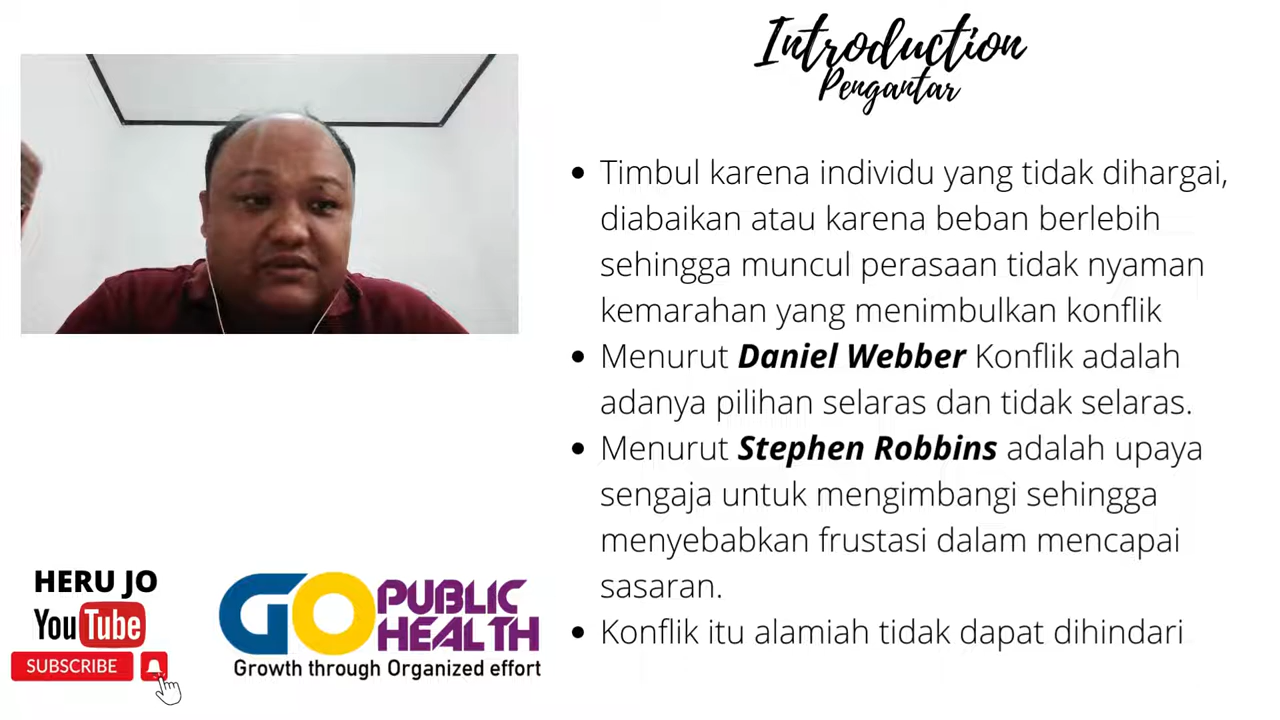 Introduction
Pengantar
• Timbul karena individu yang tidak dihargai,
diabaikan atau karena beban berlebih
sehingga muncul perasaan tidak nyaman
kemarahan yang menimbulkan konflik
• Menurut Daniel Webber Konflik adalah
adanya pilihan selaras dan tidak selaras.
• Menurut Stephen Robbins adalah upaya
sengaja untuk mengimbangi sehingga
menyebabkan frustasi dalam mencapai
sasaran.
• Konflik itu alamiah tidak dapat dihindari
HERU JO
YouTube
SUBSCRIBE
GO PUBLIC
HEALTH
Growth through Organized effort